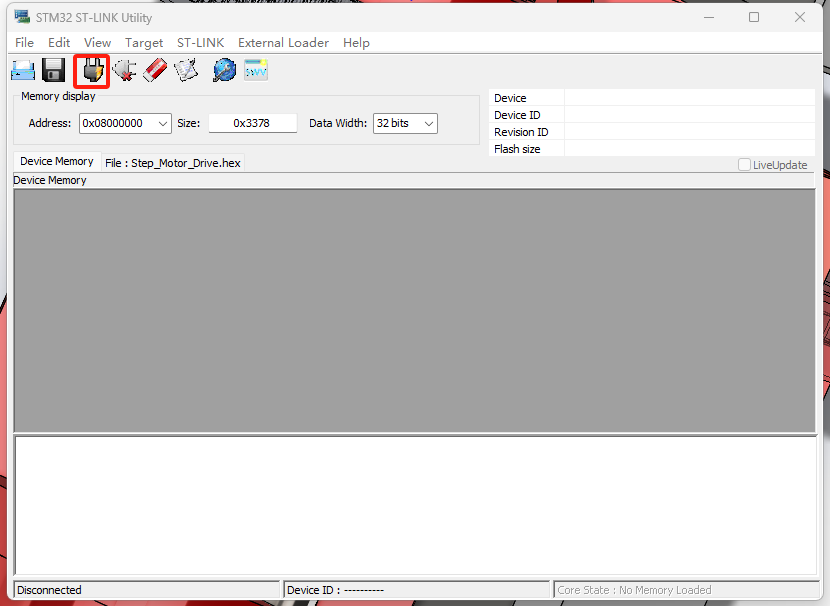 STM32 ST-LINK Utility
File Edit View Target ST-LINK External Loader Help
Memory display
Address: 0x08000000 Size: 0x3378 Data Width: 32 bits
Device
Device ID
Revision ID
Flash size
Device Memory File : Step_Motor_Drive.hex
LiveUpdate
Device Memory
Disconnected Device ID : ---------- Core State : No Memory Loaded